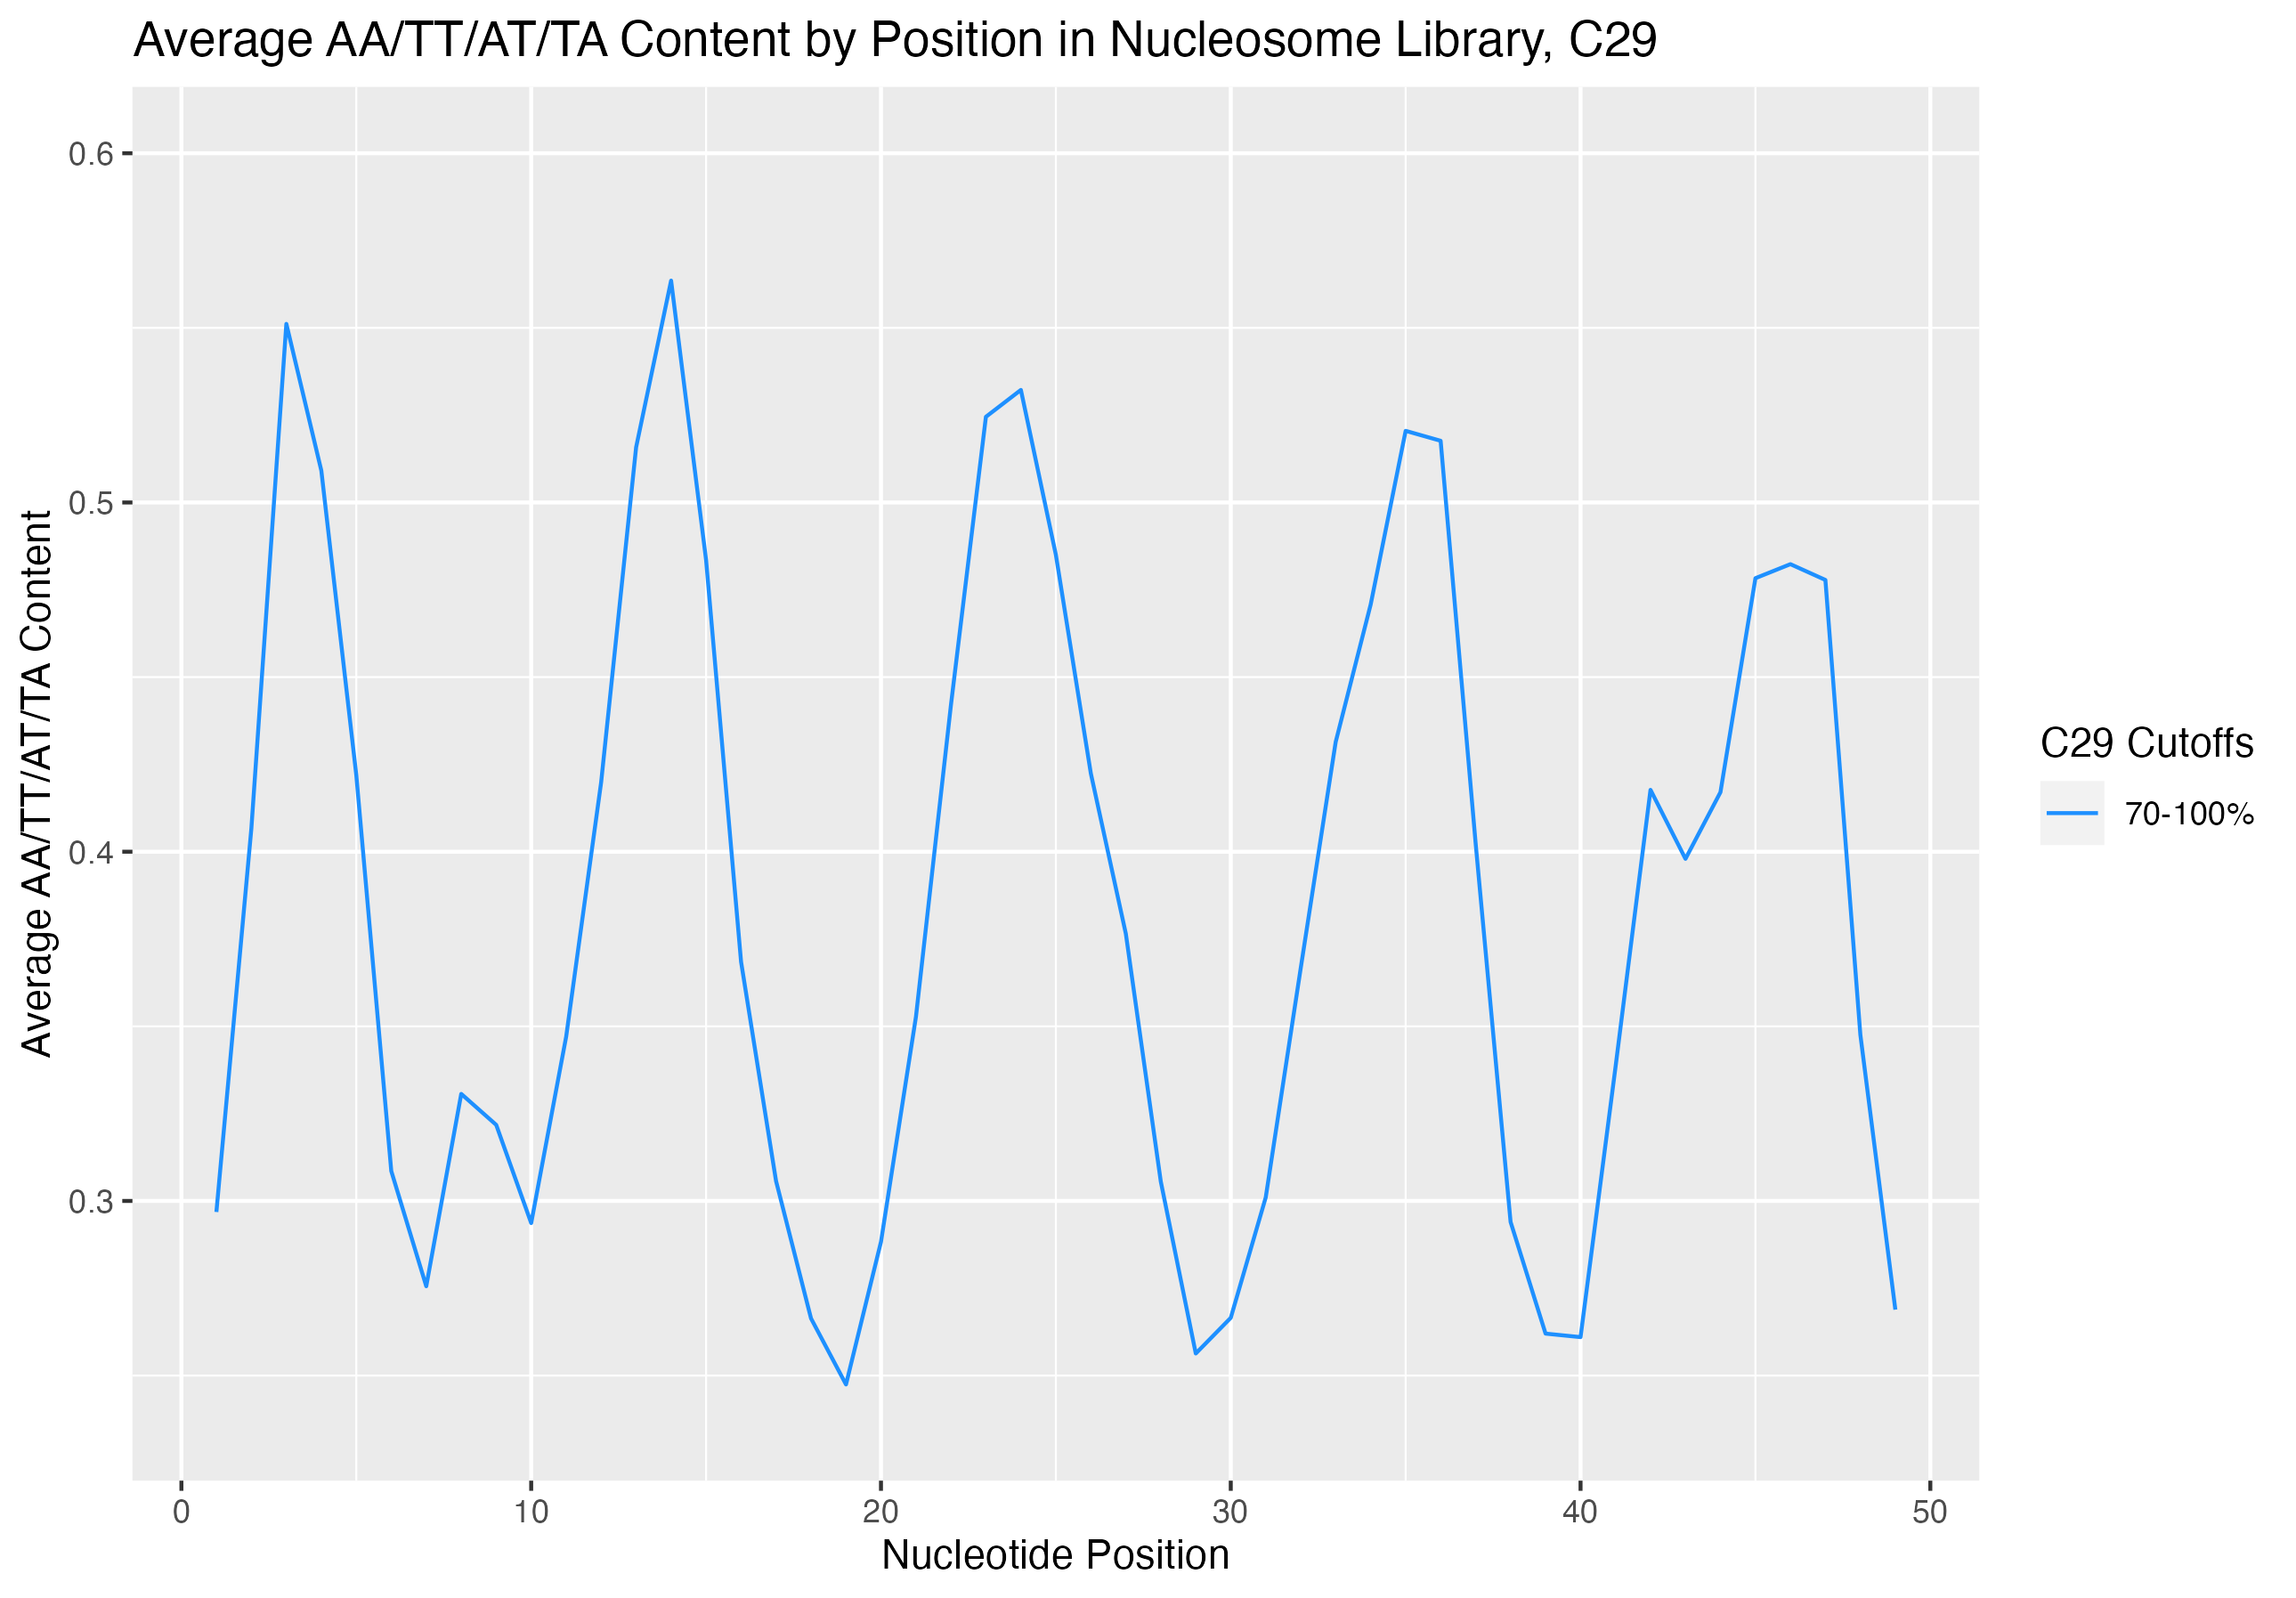 Average AA/TT/AT/TA Content by Position in Nucleosome Library, C29
Average AA/TT/AT/TA Content
0.6
0.5
0.4
0.3
0
10
20
30
40
50
Nucleotide Position
C29 Cutoffs
70-100%